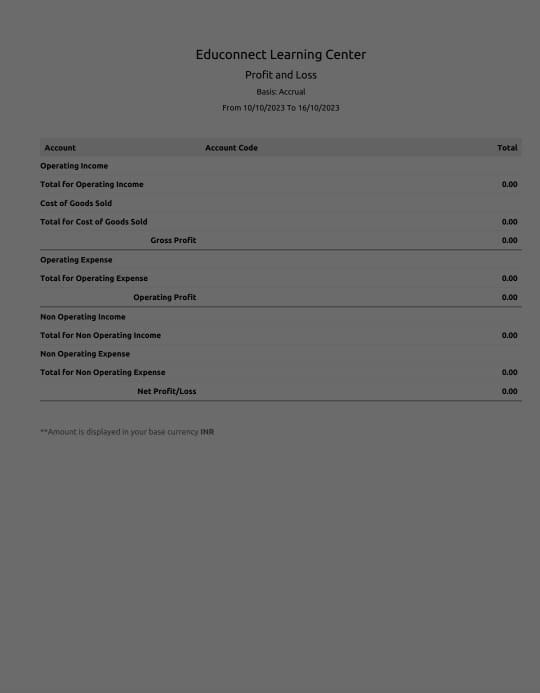 Educonnect Learning Center
Profit and Loss
Basis: Accrual
From 10/10/2023 To 16/10/2023
Account Account Code Total
Operating Income
Total for Operating Income 0.00
Cost of Goods Sold
Total for Cost of Goods Sold 0.00
Gross Profit 0.00
Operating Expense
Total for Operating Expense 0.00
Operating Profit 0.00
Non Operating Income
Total for Non Operating Income 0.00
Non Operating Expense
Total for Non Operating Expense 0.00
Net Profit/Loss 0.00
**Amount is displayed in your base currency INR